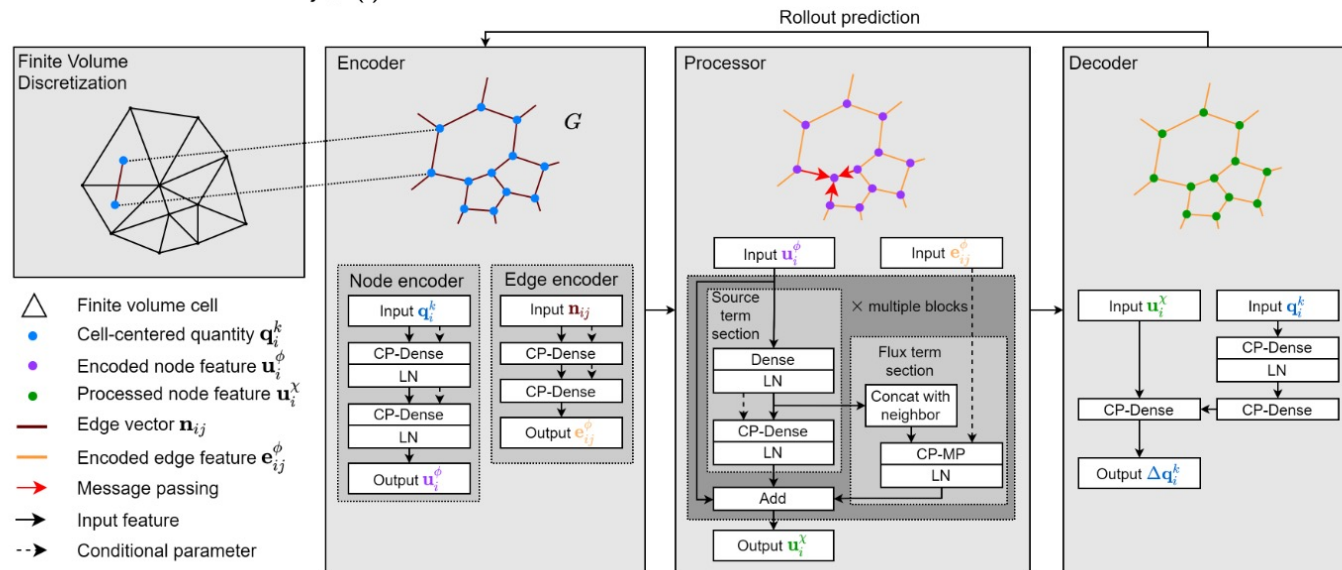 Rollout prediction
Finite Volume
Discretization
Encoder
G
Processor
Decoder
Node encoder
Input q_i^k
CP-Dense
LN
CP-Dense
LN
Output u_i^ϕ
Edge encoder
Input n_ij
CP-Dense
CP-Dense
Output e_ij^ϕ
Input u_i^ϕ
Input e_ij^ϕ
Source
term
section
× multiple blocks
Dense
LN
CP-Dense
LN
Flux term
section
Concat with
neighbor
CP-MP
LN
Add
Output u_i^χ
Input u_i^χ
Input q_i^k
CP-Dense
LN
CP-Dense
CP-Dense
Output Δq_i^k
Finite volume cell
Cell-centered quantity q_i^k
Encoded node feature u_i^ϕ
Processed node feature u_i^χ
Edge vector n_ij
Encoded edge feature e_ij^ϕ
Message passing
Input feature
Conditional parameter